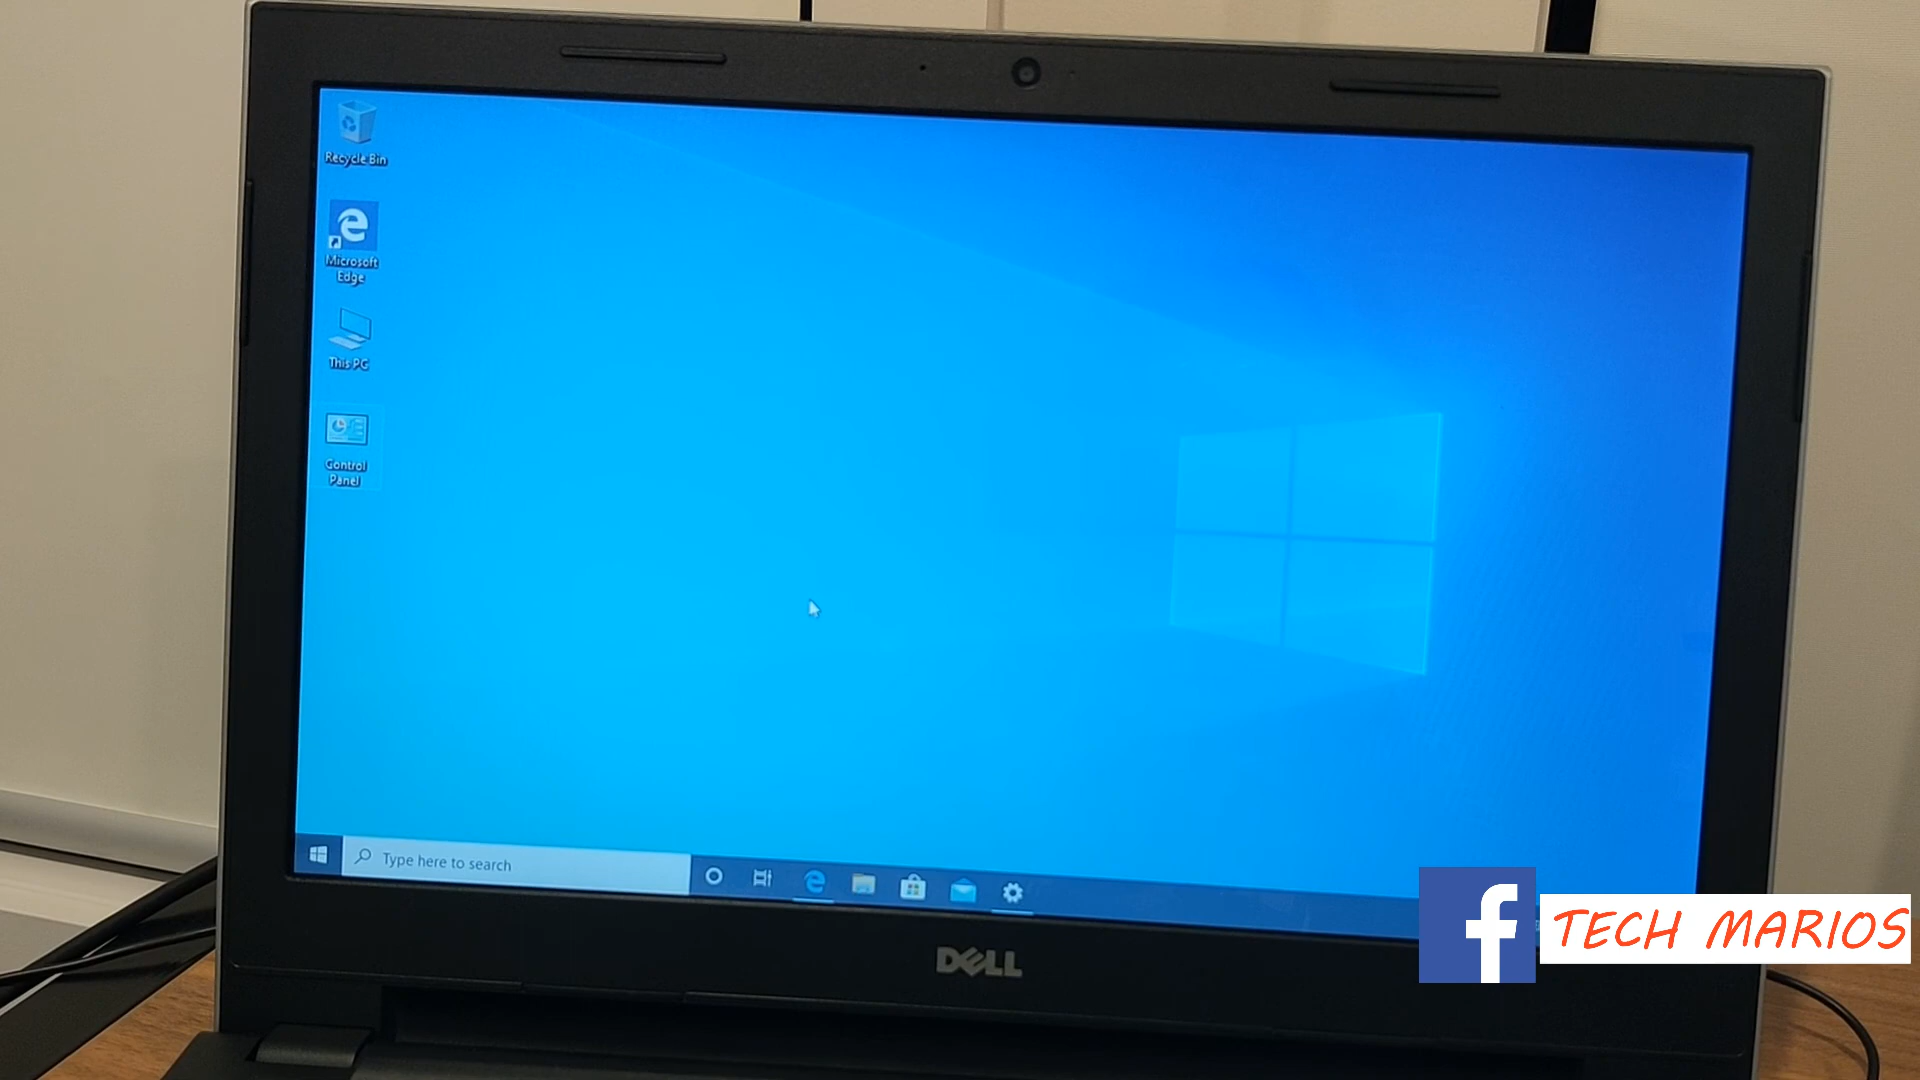 Recycle Bin
Microsoft
Edge
This PC
Control
Panel
Type here to search
DELL
f TECH MARIOS